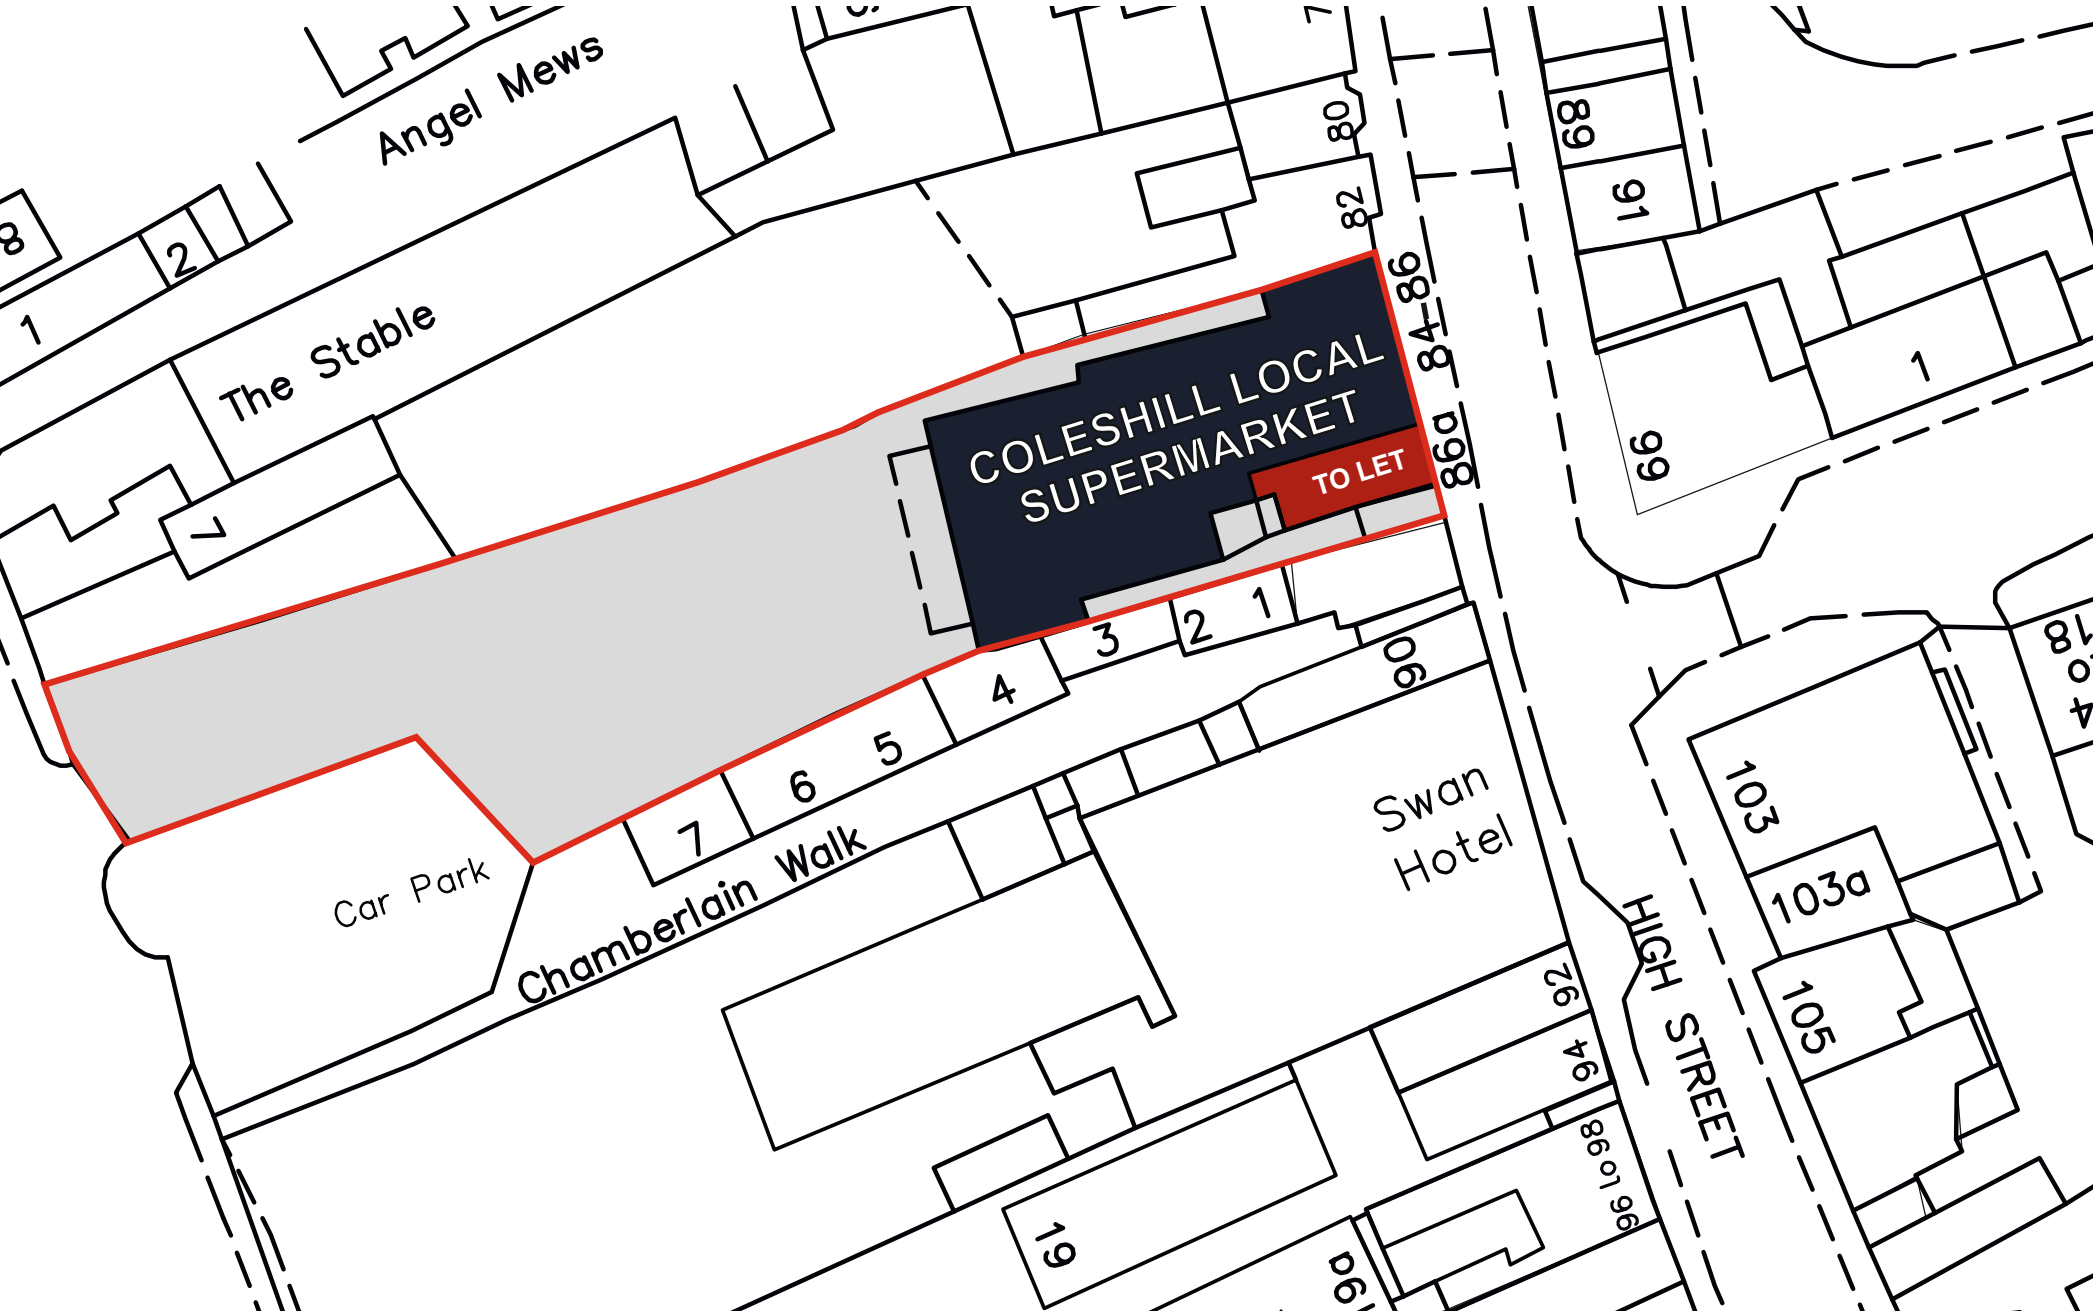 Angel Mews
80
89
82
91
8
2
1
The Stable
84-86
COLESHILL LOCAL
SUPERMARKET
1
86a
TO LET
99
7
1
2
3
4
5
6
7
90
18
Swan
Hotel
103
Car Park
Chamberlain Walk
103a
HIGH STREET
92
105
94
96 to 98
19